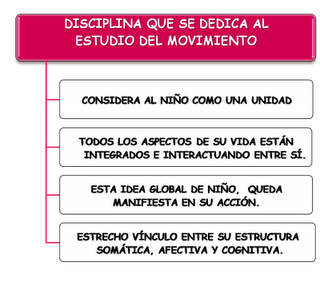 DISCIPLINA QUE SE DEDICA AL
ESTUDIO DEL MOVIMIENTO
CONSIDERA AL NIÑO COMO UNA UNIDAD
TODOS LOS ASPECTOS DE SU VIDA ESTÁN
INTEGRADOS E INTERACTUANDO ENTRE SÍ.
ESTA IDEA GLOBAL DE NIÑO, QUEDA
MANIFIESTA EN SU ACCIÓN.
ESTRECHO VÍNCULO ENTRE SU ESTRUCTURA
SOMÁTICA, AFECTIVA Y COGNITIVA.